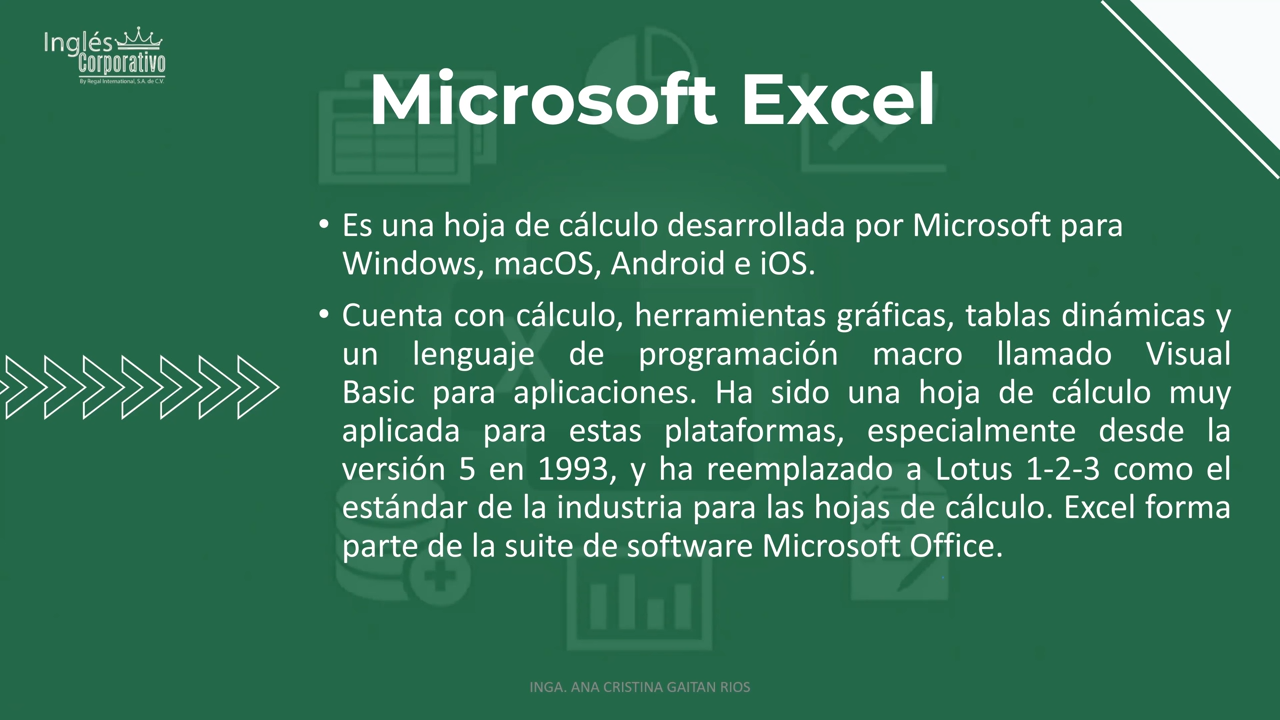 Inglés
Corporativo
By Regal International, S.A. de C.V.
Microsoft Excel
• Es una hoja de cálculo desarrollada por Microsoft para
Windows, macOS, Android e iOS.
• Cuenta con cálculo, herramientas gráficas, tablas dinámicas y
un lenguaje de programación macro llamado Visual
Basic para aplicaciones. Ha sido una hoja de cálculo muy
aplicada para estas plataformas, especialmente desde la
versión 5 en 1993, y ha reemplazado a Lotus 1-2-3 como el
estándar de la industria para las hojas de cálculo. Excel forma
parte de la suite de software Microsoft Office.
INGA. ANA CRISTINA GAITAN RIOS